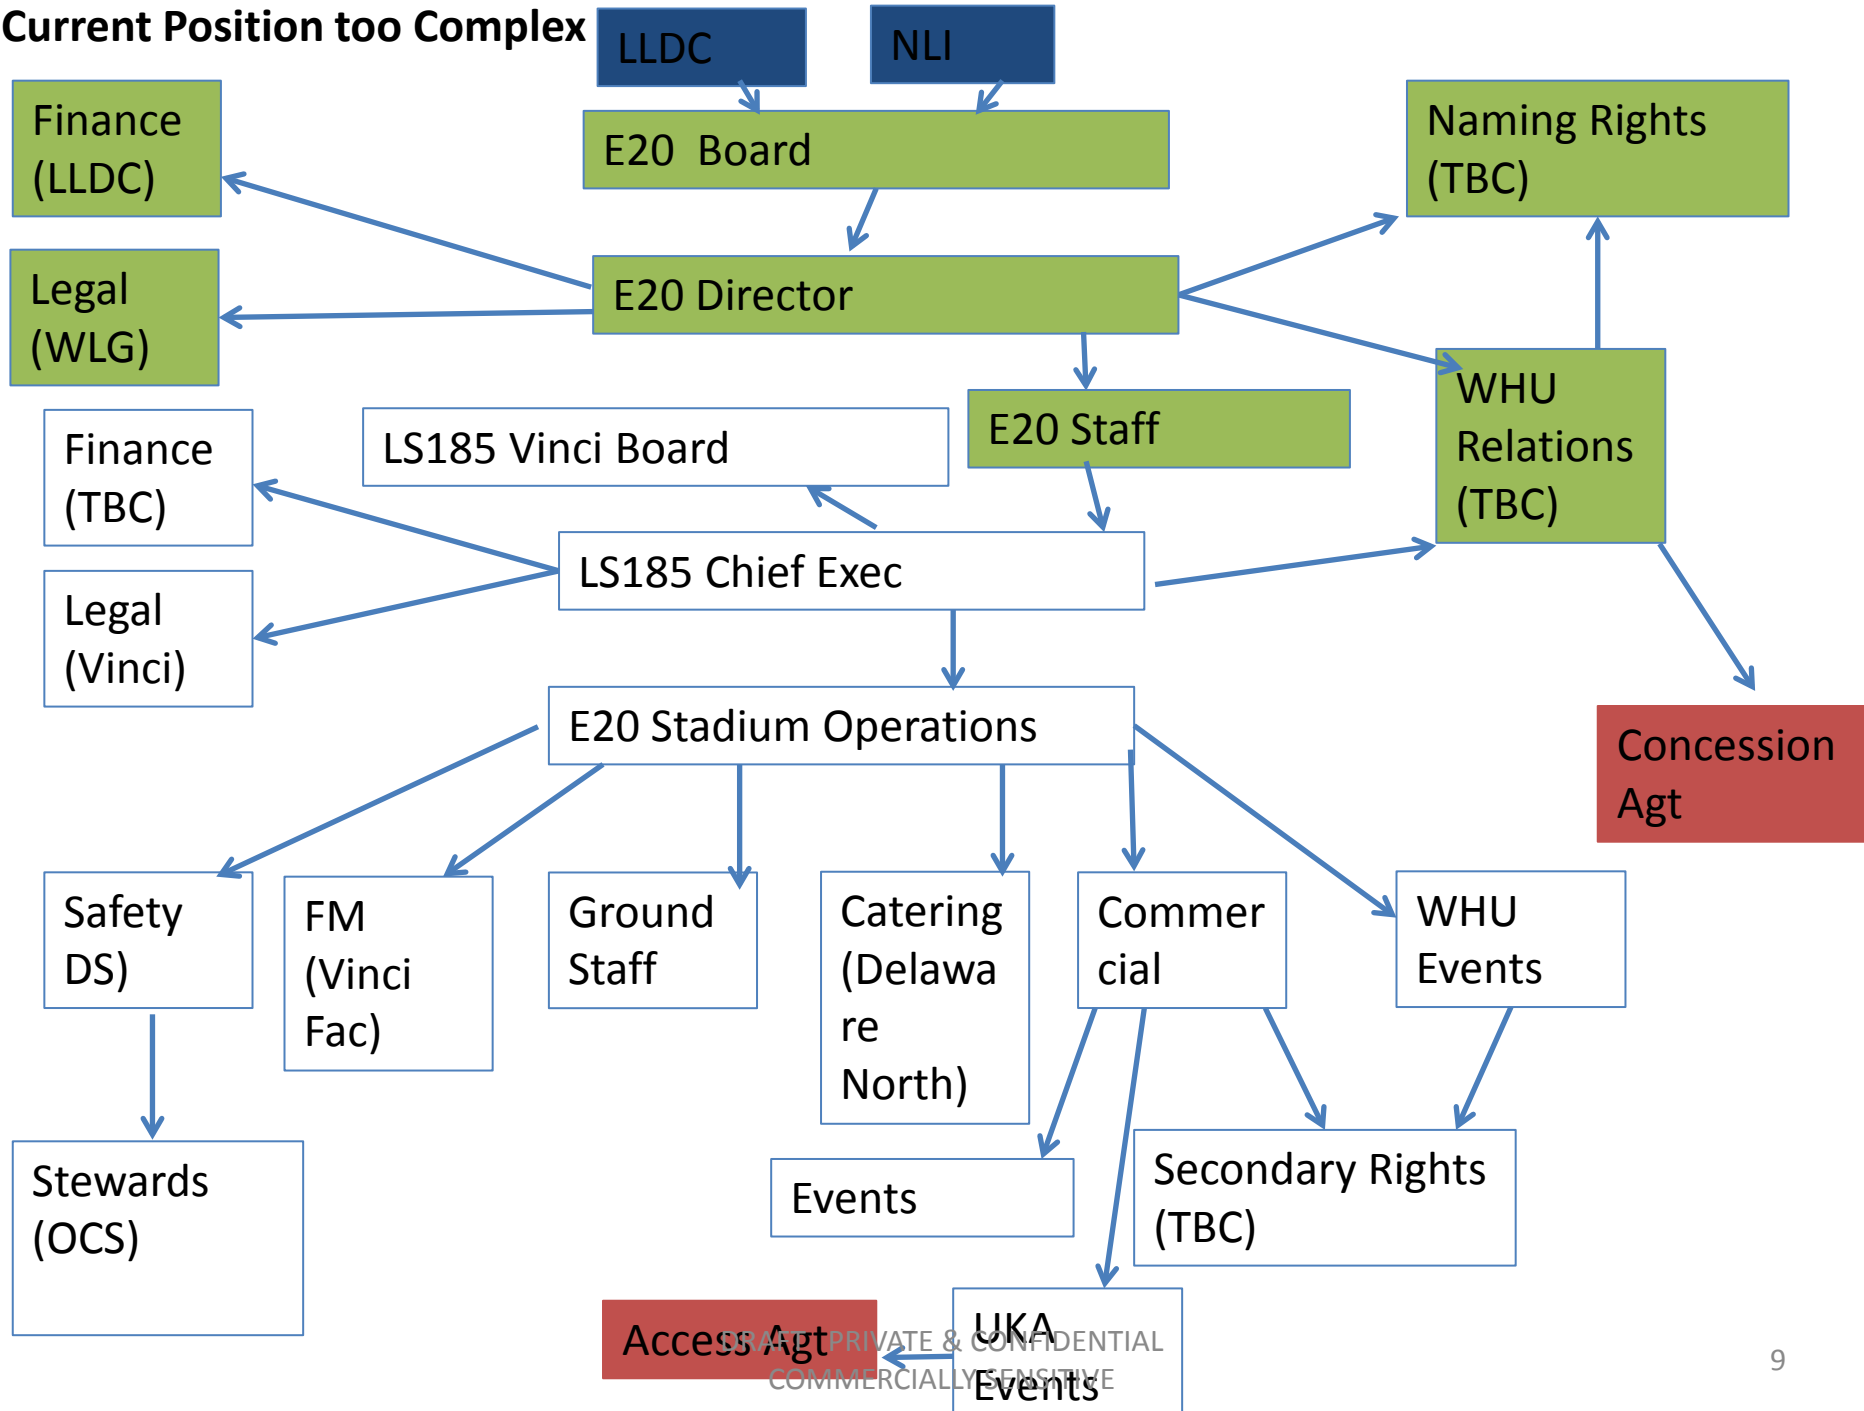 Current Position too Complex
LLDC
NLI
Finance
(LLDC)
E20  Board
Naming Rights
(TBC)
Legal
(WLG)
E20 Director
WHU
Relations
(TBC)
E20 Staff
LS185 Vinci Board
Finance
(TBC)
LS185 Chief Exec
Legal
(Vinci)
E20 Stadium Operations
Concession
Agt
Safety
DS)
FM
(Vinci
Fac)
Ground
Staff
Catering
(Delawa
re
North)
Commer
cial
WHU
Events
Stewards
(OCS)
Events
Secondary Rights
(TBC)
Access Agt
UKA
Events
DRAFT  PRIVATE & CONFIDENTIAL
COMMERCIALLY SENSITIVE
9